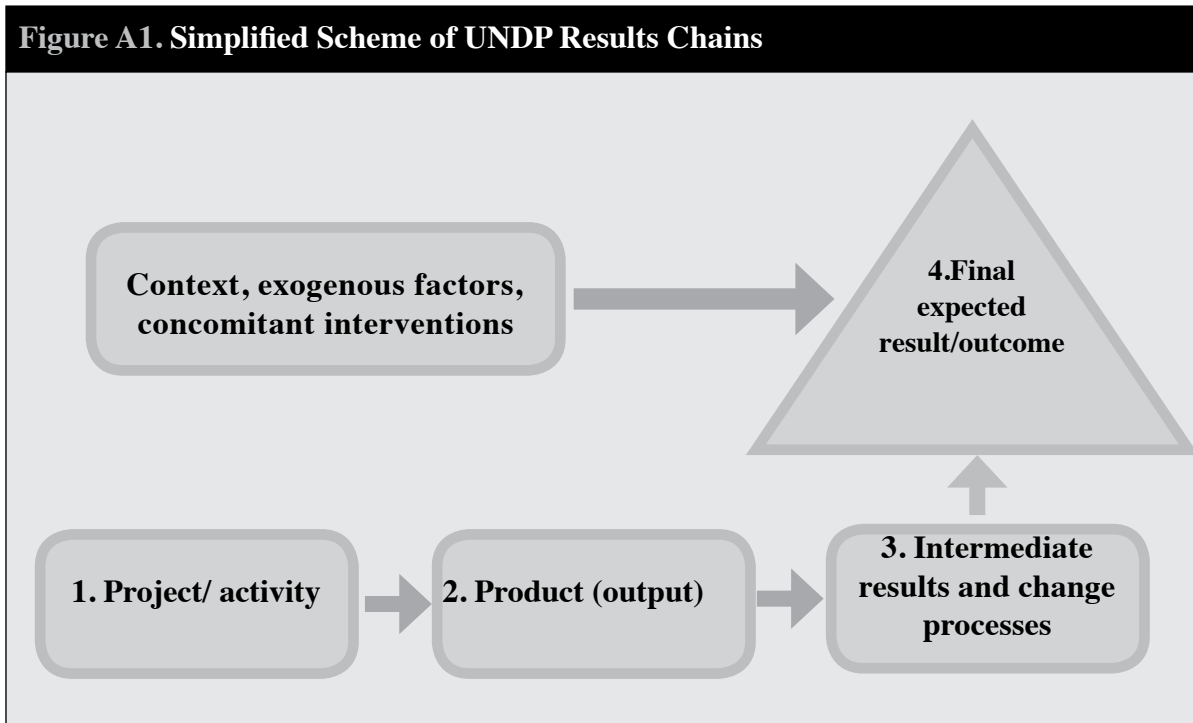 Figure A1. Simplified Scheme of UNDP Results Chains
Context, exogenous factors,
concomitant interventions
4.Final
expected
result/outcome
1. Project/ activity
2. Product (output)
3. Intermediate
results and change
processes